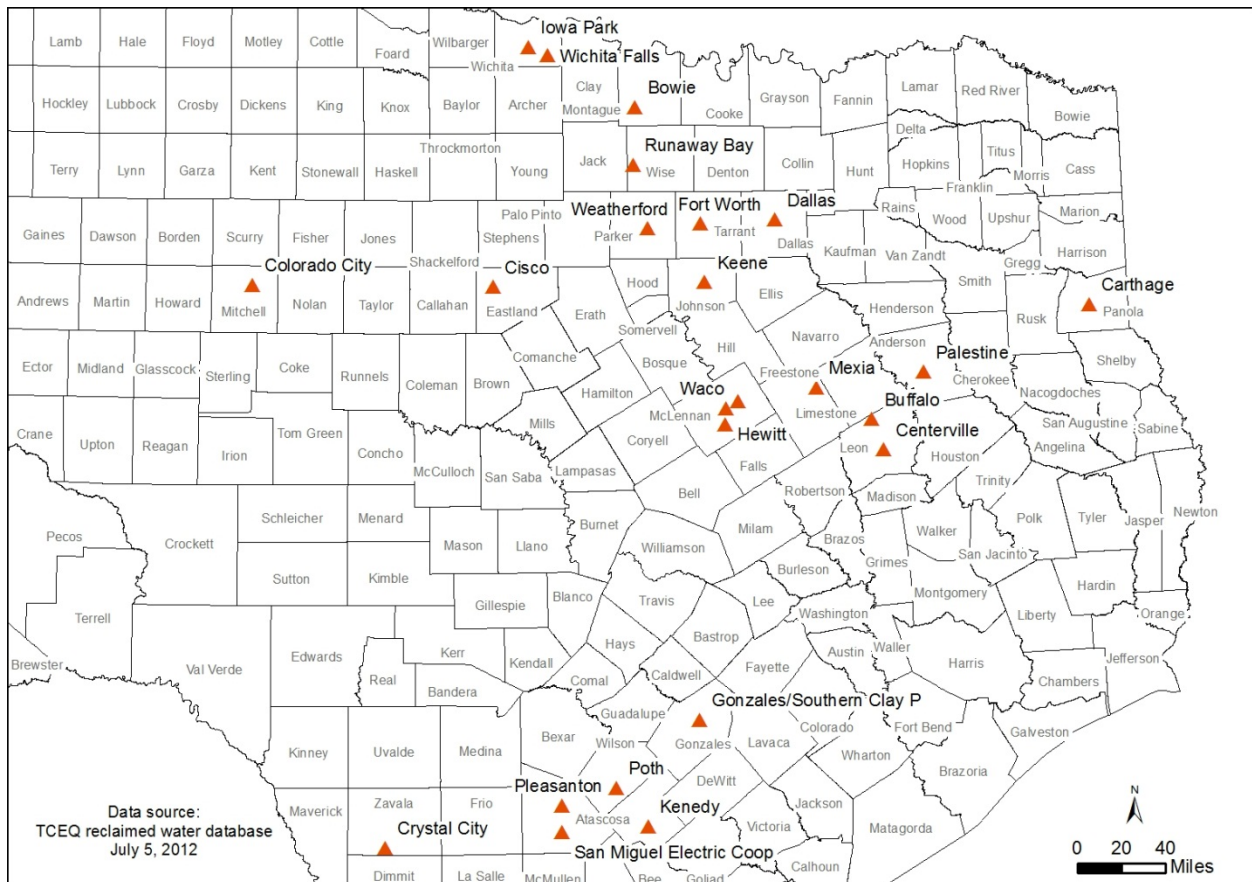 Iowa Park
Lamb Hale Floyd Motley Cottle Foard Wilbarger
Wichita Wichita Falls
Clay Bowie Grayson Fannin Lamar Red River
Hockley Lubbock Crosby Dickens King Knox Baylor Archer Montague Cooke Bowie
Delta
Throckmorton Runaway Bay Titus
Terry Lynn Garza Kent Stonewall Haskell Young Jack Wise Denton Collin Hunt Hopkins Morris Cass
Franklin
Palo Pinto Weatherford Fort Worth Dallas Rains Wood Upshur Marion
Gaines Dawson Borden Scurry Fisher Jones Stephens Parker Tarrant Dallas Kaufman Van Zandt Harrison
Shackelford Gregg
Colorado City Cisco Keene
Hood Smith Carthage
Andrews Martin Howard Mitchell Nolan Taylor Callahan Eastland Erath Johnson Ellis Henderson Rusk Panola
Somervell Navarro Anderson
Comanche Bosque Hill Palestine Shelby
Ector Midland Glasscock Sterling Coke Runnels Coleman Brown Hamilton Freestone Mexia Cherokee Nacogdoches
Waco Buffalo
McLennan Limestone San Augustine
Crane Upton Reagan Irion Tom Green Mills Coryell Hewitt Centerville Sabine
Concho Leon Houston Angelina
McCulloch San Saba Lampasas Falls Trinity
Bell Robertson Madison
Pecos Crockett Schleicher Menard Mason Llano Burnet Williamson Milam Brazos Walker Polk Tyler Jasper Newton
San Jacinto
Sutton Kimble Burleson Grimes Hardin
Gillespie Blanco Travis Lee Washington Montgomery Liberty Orange
Terrell Bastrop
Brewster Val Verde Edwards Real Kerr Kendall Hays Austin Waller Harris Jefferson
Bandera Comal Caldwell Fayette Chambers
Guadalupe Gonzales/Southern Clay P
Kinney Uvalde Medina Bexar Wilson Gonzales Lavaca Colorado Fort Bend Galveston
Wharton
Poth DeWitt Brazoria
Pleasanton
Maverick Zavala Frio Atascosa Kenedy Jackson
Crystal City Victoria Matagorda
San Miguel Electric Coop
Dimmit La Salle McMullen Bee Goliad Calhoun
Data source:
TCEQ reclaimed water database
July 5, 2012
N
0 20 40
Miles